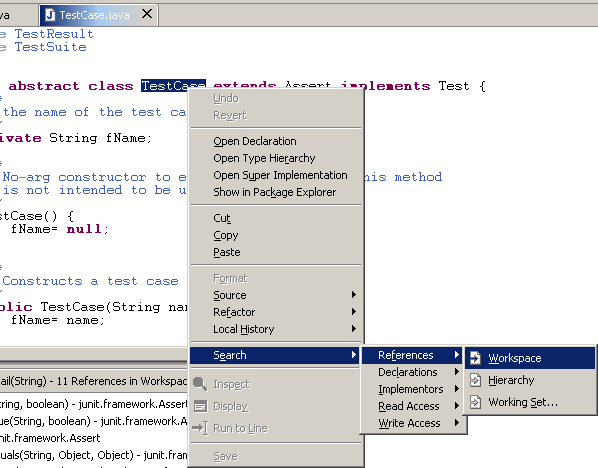 va
TestCase.java
e TestResult
e TestSuite
abstract class TestCase extends Assert implements Test {
the name of the test ca
ivate String fName;
No-arg constructor to e
his method
is not intended to be u
stCase() {
fName= null;
Constructs a test case
blic TestCase(String nam
fName= name;
Undo
Revert
Open Declaration
Open Type Hierarchy
Open Super Implementation
Show in Package Explorer
Cut
Copy
Paste
Format
Source
Refactor
Local History
Search
Inspect
Display
Run to Line
Save
References
Declarations
Implementors
Read Access
Write Access
Workspace
Hierarchy
Working Set...
ail(String) - 11 References in Workspac
tring, boolean) - junit.framework.Assert
ue(String, boolean) - junit.framework.A
nit.framework.Assert
uals(String, Object, Object) - junit.fram